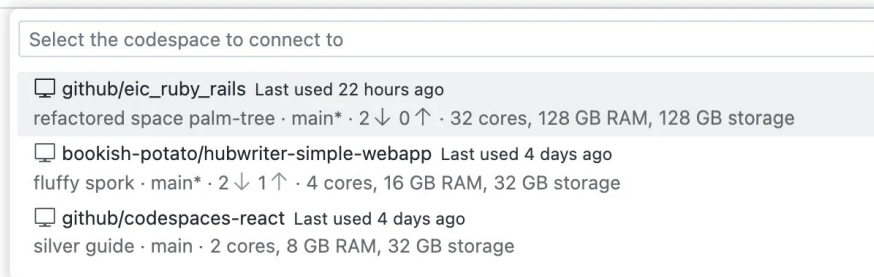 Select the codespace to connect to
github/eic_ruby_rails Last used 22 hours ago
refactored space palm-tree · main* · 2↓ 0↑ · 32 cores, 128 GB RAM, 128 GB storage
bookish-potato/hubwriter-simple-webapp Last used 4 days ago
fluffy spork · main* · 2↓ 1↑ · 4 cores, 16 GB RAM, 32 GB storage
github/codespaces-react Last used 4 days ago
silver guide · main · 2 cores, 8 GB RAM, 32 GB storage